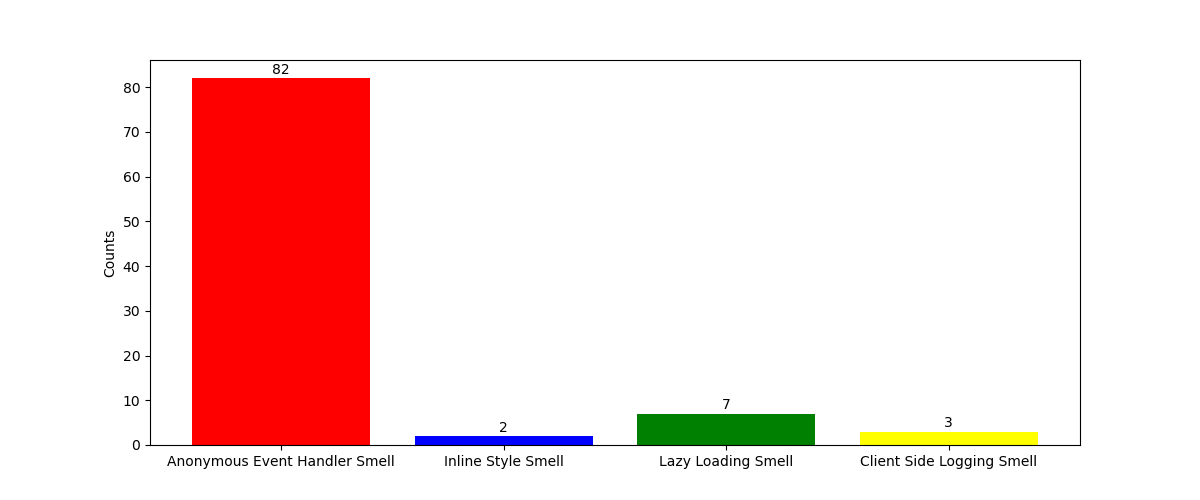 82
80
70
60
50
40
30
20
10
0
Counts
2
7
3
Anonymous Event Handler Smell
Inline Style Smell
Lazy Loading Smell
Client Side Logging Smell